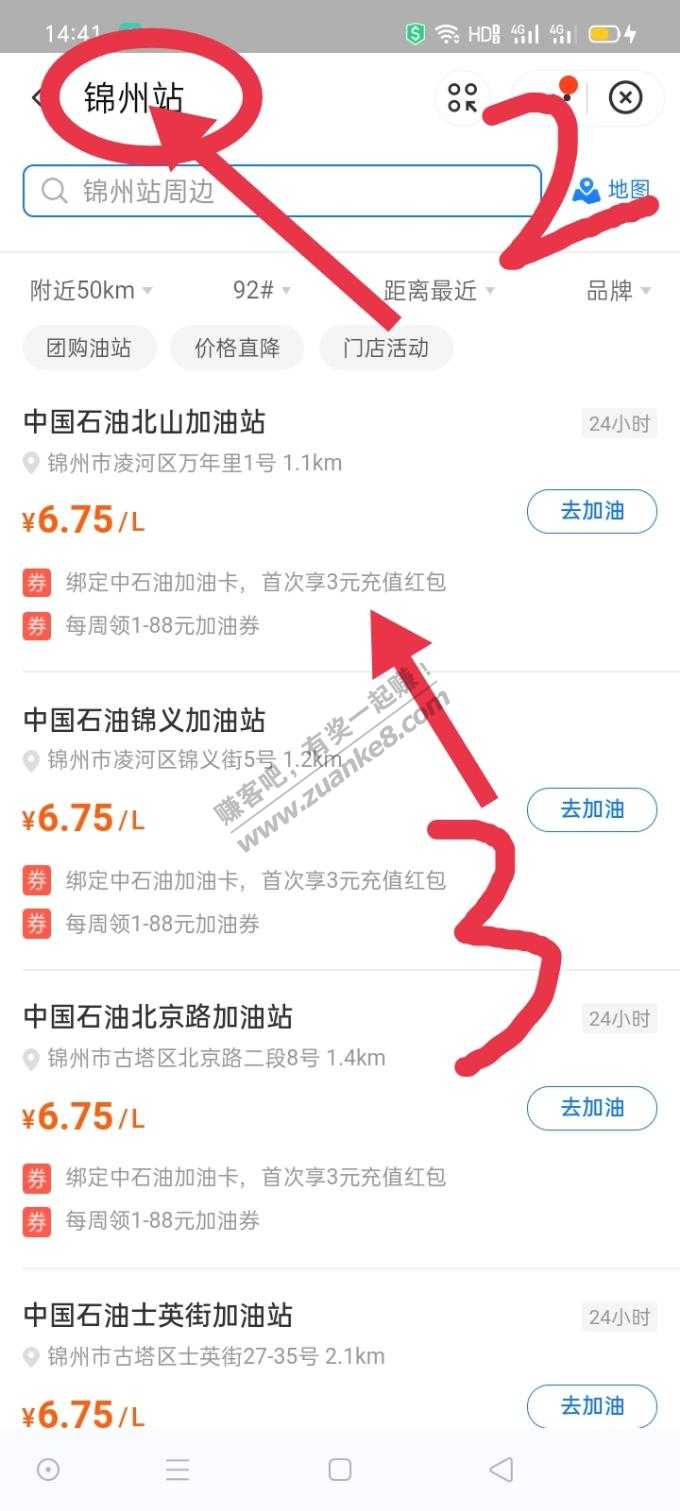 14:41 HD 4G 4G
锦州站
2
锦州站周边 地图
附近50km 92# 距离最近 品牌
团购油站 价格直降 门店活动
中国石油北山加油站 24小时
锦州市凌河区万年里1号 1.1km
¥6.75/L 去加油
券 绑定中石油加油卡，首次享3元充值红包
券 每周领1-88元加油券
中国石油锦义加油站
锦州市凌河区锦义街5号 1.2km
¥6.75/L 去加油
赚客吧，有奖一起赚！
www.zuanke8.com
3
券 绑定中石油加油卡，首次享3元充值红包
券 每周领1-88元加油券
中国石油北京路加油站 24小时
锦州市古塔区北京路二段8号 1.4km
¥6.75/L 去加油
券 绑定中石油加油卡，首次享3元充值红包
券 每周领1-88元加油券
中国石油士英街加油站 24小时
锦州市古塔区士英街27-35号 2.1km
¥6.75/L 去加油